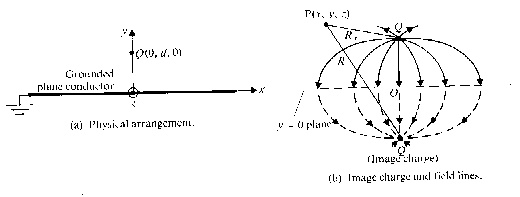 y
Q(0, d, 0)
Grounded
plane conductor
x
z
(a) Physical arrangement.
P(x, y, z)
Q
R
O
y = 0 plane
Q
(Image charge)
(b) Image charge and field lines.